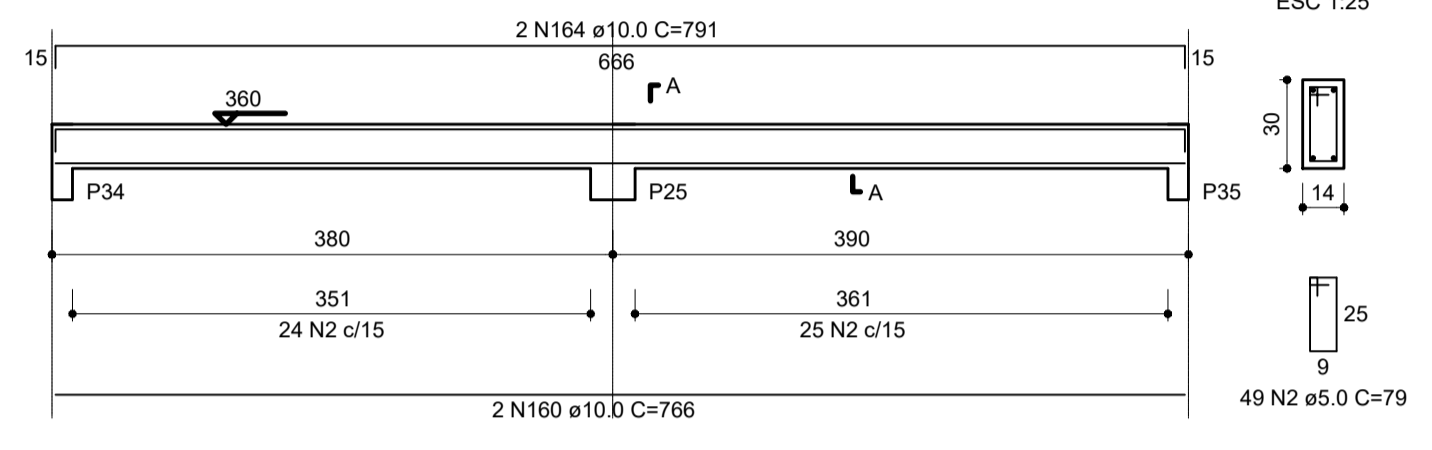 ESC 1:25
2 N164 ø10.0 C=791
15
666
15
A
360
30
P34
P25
A
P35
14
380
390
351
361
24 N2 c/15
25 N2 c/15
25
9
2 N160 ø10.0 C=766
49 N2 ø5.0 C=79